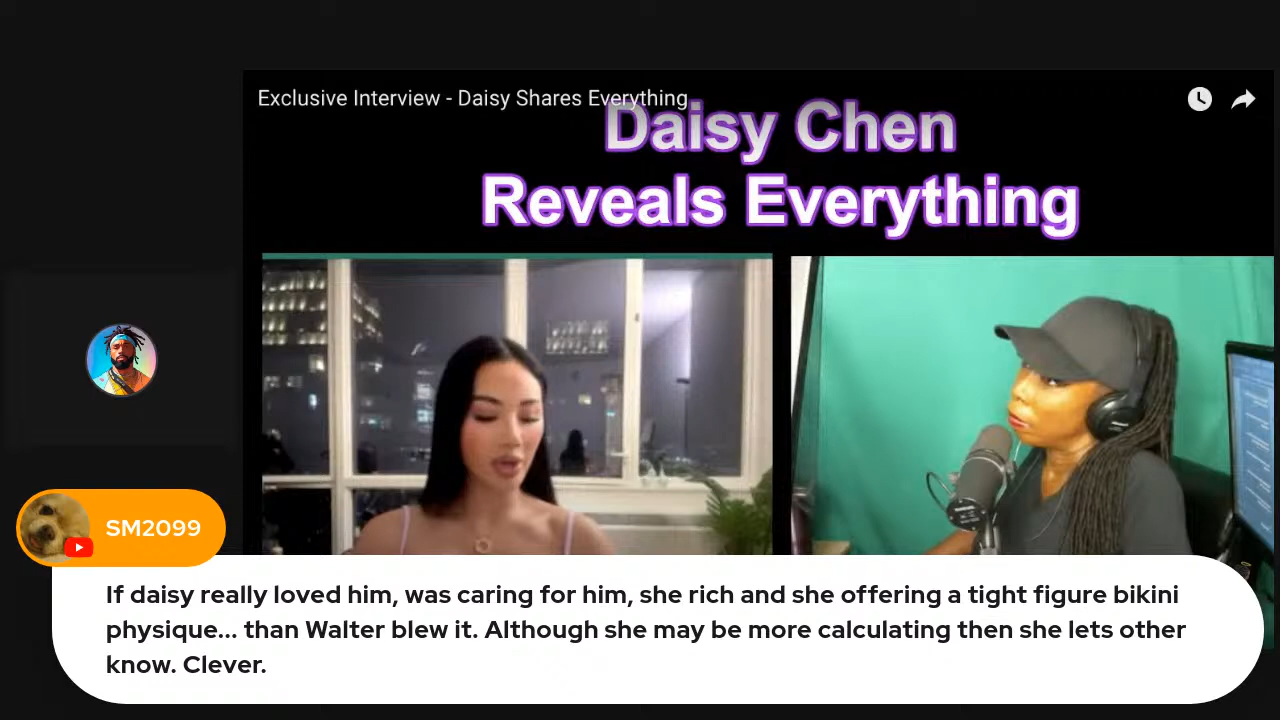 Exclusive Interview - Daisy Shares Everything
Daisy Chen
Reveals Everything
SM2099
If daisy really loved him, was caring for him, she rich and she offering a tight figure bikini
physique... than Walter blew it. Although she may be more calculating then she lets other
know. Clever.